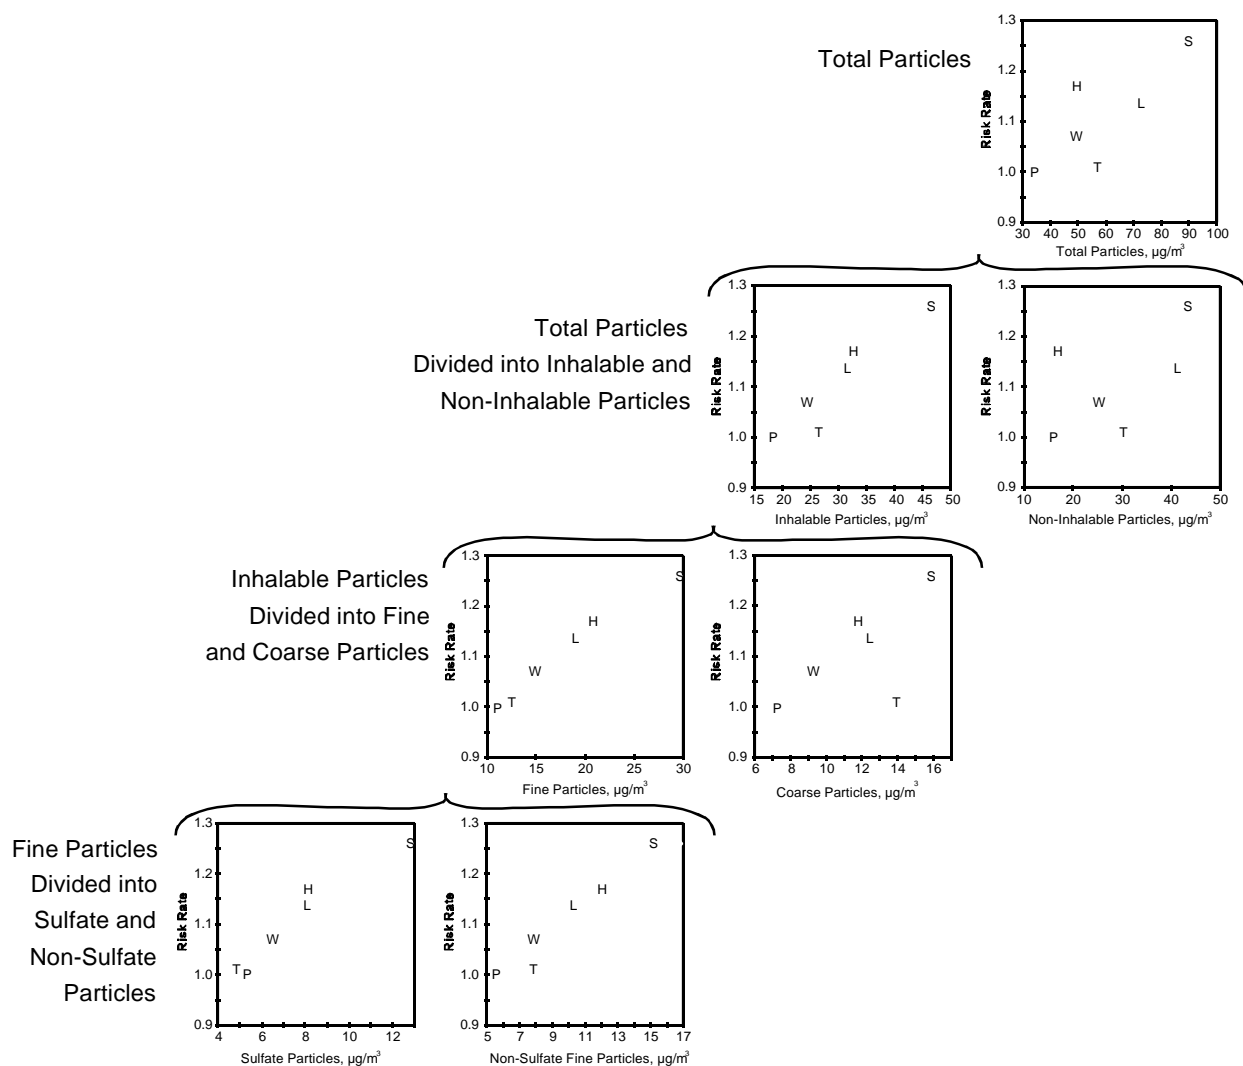 Total Particles
Risk Rate
1.3
1.2
1.1
1.0
0.9
S
H
L
W
T
P
30 40 50 60 70 80 90 100
Total Particles, µg/m³
Total Particles
Divided into Inhalable and
Non-Inhalable Particles
Risk Rate
1.3
1.2
1.1
1.0
0.9
S
H
L
W
T
P
15 20 25 30 35 40 45 50
Inhalable Particles, µg/m³
Risk Rate
1.3
1.2
1.1
1.0
0.9
S
H
L
W
T
P
10 20 30 40 50
Non-Inhalable Particles, µg/m³
Inhalable Particles
Divided into Fine
and Coarse Particles
Risk Rate
1.3
1.2
1.1
1.0
0.9
S
H
L
W
T
P
10 15 20 25 30
Fine Particles, µg/m³
Risk Rate
1.3
1.2
1.1
1.0
0.9
S
H
L
W
T
P
6 8 10 12 14 16
Coarse Particles, µg/m³
Fine Particles
Divided into
Sulfate and
Non-Sulfate
Particles
Risk Rate
1.3
1.2
1.1
1.0
0.9
S
H
L
W
T P
4 6 8 10 12
Sulfate Particles, µg/m³
Risk Rate
1.3
1.2
1.1
1.0
0.9
S
H
L
W
T
P
5 7 9 11 13 15 17
Non-Sulfate Fine Particles, µg/m³